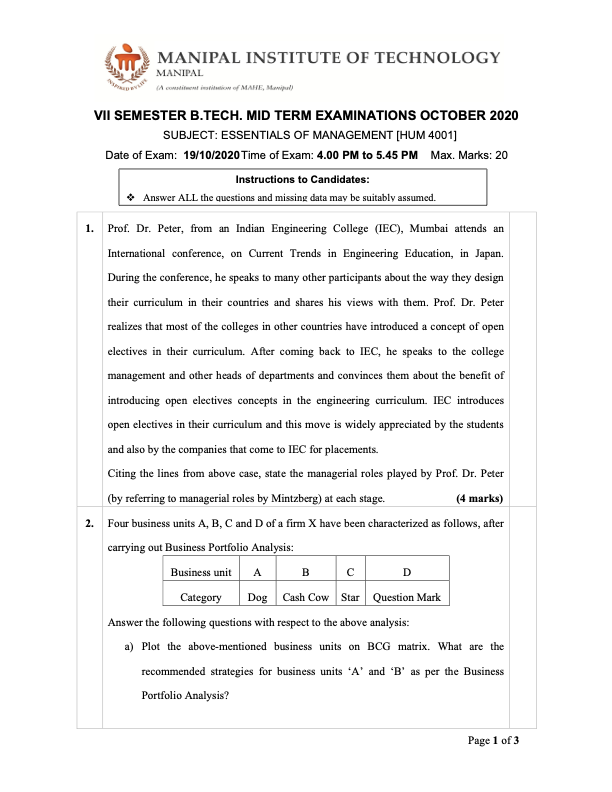 MANIPAL INSTITUTE OF TECHNOLOGY
MANIPAL
(A constituent institution of MAHE, Manipal)
INSPIRED BY LIFE
VII SEMESTER B.TECH. MID TERM EXAMINATIONS OCTOBER 2020
SUBJECT: ESSENTIALS OF MANAGEMENT [HUM 4001]
Date of Exam: 19/10/2020 Time of Exam: 4.00 PM to 5.45 PM Max. Marks: 20
Instructions to Candidates:
❖ Answer ALL the questions and missing data may be suitably assumed.
1. Prof. Dr. Peter, from an Indian Engineering College (IEC), Mumbai attends an
International conference, on Current Trends in Engineering Education, in Japan.
During the conference, he speaks to many other participants about the way they design
their curriculum in their countries and shares his views with them. Prof. Dr. Peter
realizes that most of the colleges in other countries have introduced a concept of open
electives in their curriculum. After coming back to IEC, he speaks to the college
management and other heads of departments and convinces them about the benefit of
introducing open electives concepts in the engineering curriculum. IEC introduces
open electives in their curriculum and this move is widely appreciated by the students
and also by the companies that come to IEC for placements.
Citing the lines from above case, state the managerial roles played by Prof. Dr. Peter
(by referring to managerial roles by Mintzberg) at each stage. (4 marks)
2. Four business units A, B, C and D of a firm X have been characterized as follows, after
carrying out Business Portfolio Analysis:
Business unit A B C D
Category Dog Cash Cow Star Question Mark
Answer the following questions with respect to the above analysis:
a) Plot the above-mentioned business units on BCG matrix. What are the
recommended strategies for business units ‘A’ and ‘B’ as per the Business
Portfolio Analysis?
Page 1 of 3